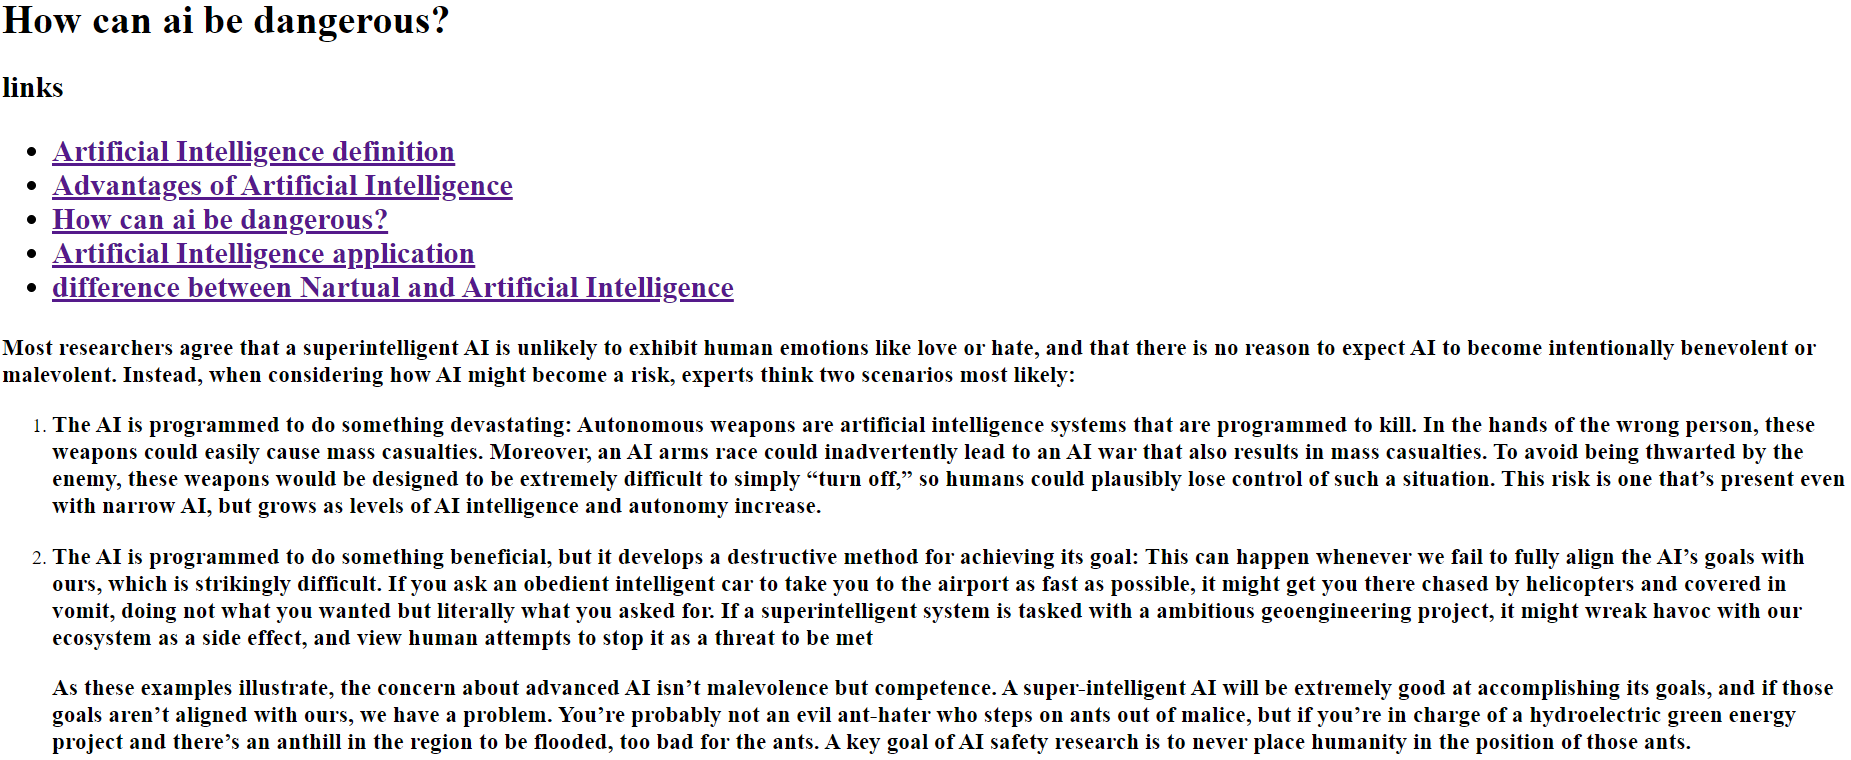 How can ai be dangerous?
links
• Artificial Intelligence definition
• Advantages of Artificial Intelligence
• How can ai be dangerous?
• Artificial Intelligence application
• difference between Nartual and Artificial Intelligence
Most researchers agree that a superintelligent AI is unlikely to exhibit human emotions like love or hate, and that there is no reason to expect AI to become intentionally benevolent or
malevolent. Instead, when considering how AI might become a risk, experts think two scenarios most likely:
1. The AI is programmed to do something devastating: Autonomous weapons are artificial intelligence systems that are programmed to kill. In the hands of the wrong person, these
weapons could easily cause mass casualties. Moreover, an AI arms race could inadvertently lead to an AI war that also results in mass casualties. To avoid being thwarted by the
enemy, these weapons would be designed to be extremely difficult to simply “turn off,” so humans could plausibly lose control of such a situation. This risk is one that’s present even
with narrow AI, but grows as levels of AI intelligence and autonomy increase.
2. The AI is programmed to do something beneficial, but it develops a destructive method for achieving its goal: This can happen whenever we fail to fully align the AI’s goals with
ours, which is strikingly difficult. If you ask an obedient intelligent car to take you to the airport as fast as possible, it might get you there chased by helicopters and covered in
vomit, doing not what you wanted but literally what you asked for. If a superintelligent system is tasked with a ambitious geoengineering project, it might wreak havoc with our
ecosystem as a side effect, and view human attempts to stop it as a threat to be met
As these examples illustrate, the concern about advanced AI isn’t malevolence but competence. A super-intelligent AI will be extremely good at accomplishing its goals, and if those
goals aren’t aligned with ours, we have a problem. You’re probably not an evil ant-hater who steps on ants out of malice, but if you’re in charge of a hydroelectric green energy
project and there’s an anthill in the region to be flooded, too bad for the ants. A key goal of AI safety research is to never place humanity in the position of those ants.